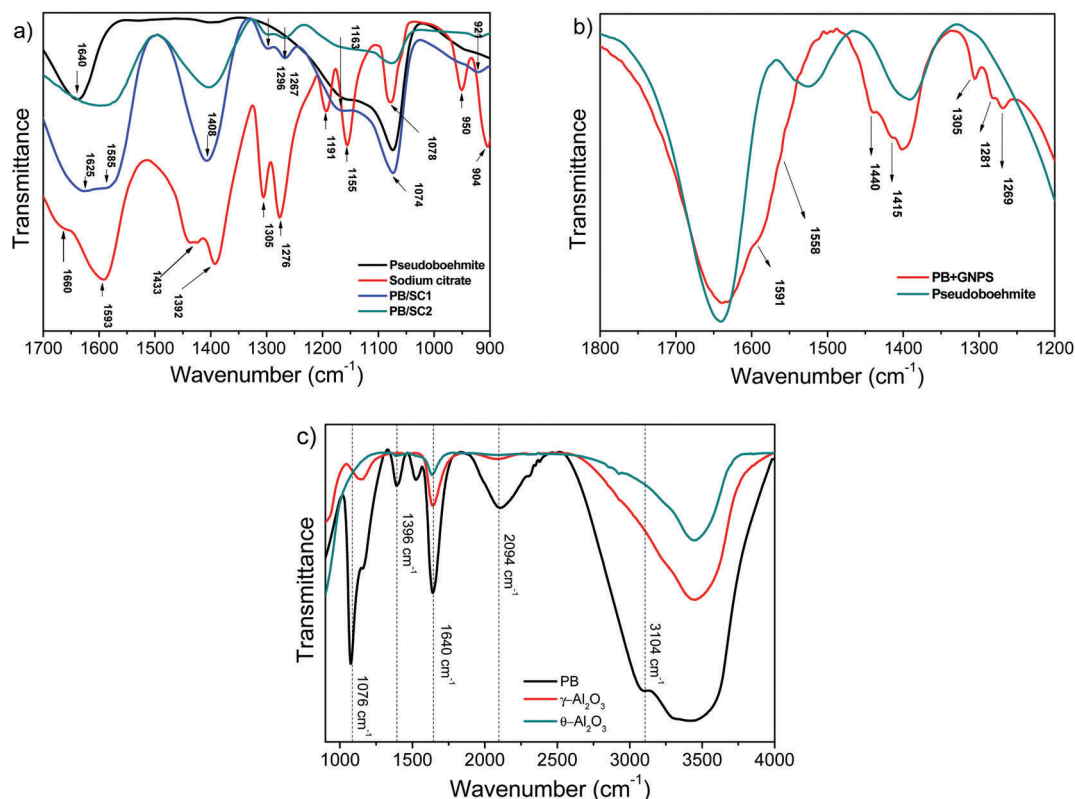 a)
1640
1625
1585
1408
1660
1593
1433
1392
1305
1276
1296
1267
1163
1191
1155
1078
1074
921
950
904
Pseudoboehmite
Sodium citrate
PB/SC1
PB/SC2
Transmittance
1700 1600 1500 1400 1300 1200 1100 1000 900
Wavenumber (cm⁻¹)
b)
1591
1558
1440
1415
1305
1281
1269
PB+GNPS
Pseudoboehmite
Transmittance
1800 1700 1600 1500 1400 1300 1200
Wavenumber (cm⁻¹)
c)
1076 cm⁻¹
1396 cm⁻¹
1640 cm⁻¹
2094 cm⁻¹
3104 cm⁻¹
PB
γ–Al₂O₃
θ–Al₂O₃
Transmittance
1000 1500 2000 2500 3000 3500 4000
Wavenumber (cm⁻¹)